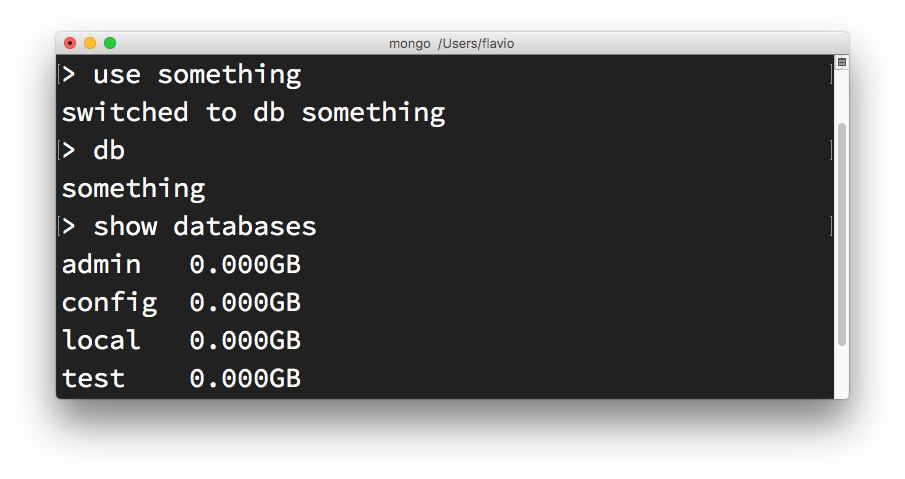 mongo /Users/flavio
[> use something ]
switched to db something
[> db ]
something
[> show databases ]
admin   0.000GB
config  0.000GB
local   0.000GB
test    0.000GB